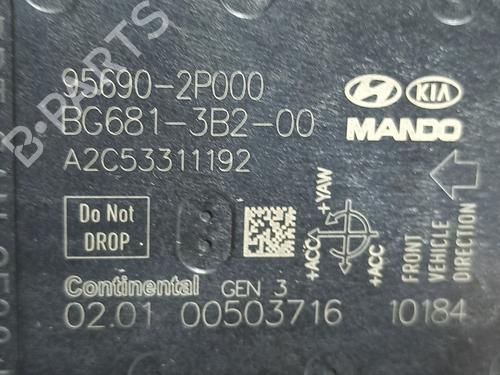 95690-2P000
BG681-3B2-00
A2C53311192
KIA
MANDO
Do Not
DROP
+YAW
+ACC
+ACC
FRONT
VEHICLE
DIRECTION
Continental GEN 3
02.01 00503716 10184
B-PARTS